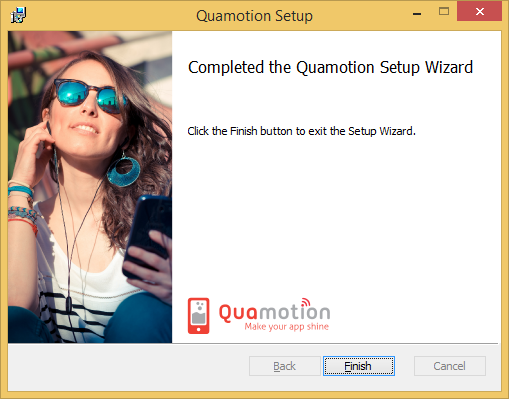 Quamotion Setup
Completed the Quamotion Setup Wizard
Click the Finish button to exit the Setup Wizard.
Quamotion
Make your app shine
Back
Finish
Cancel